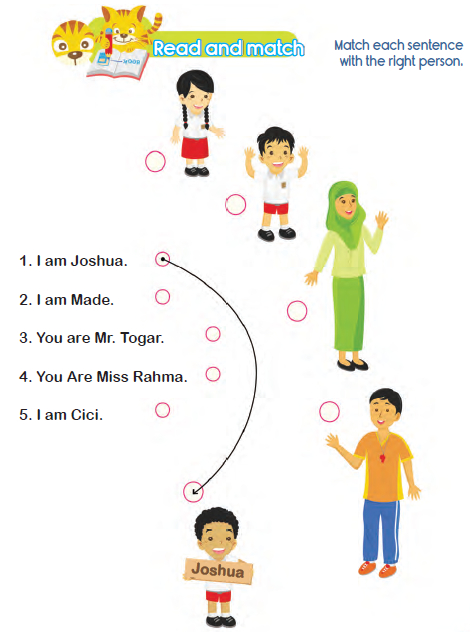 Read and match
Match each sentence
with the right person.
1. I am Joshua.
2. I am Made.
3. You are Mr. Togar.
4. You Are Miss Rahma.
5. I am Cici.
Joshua